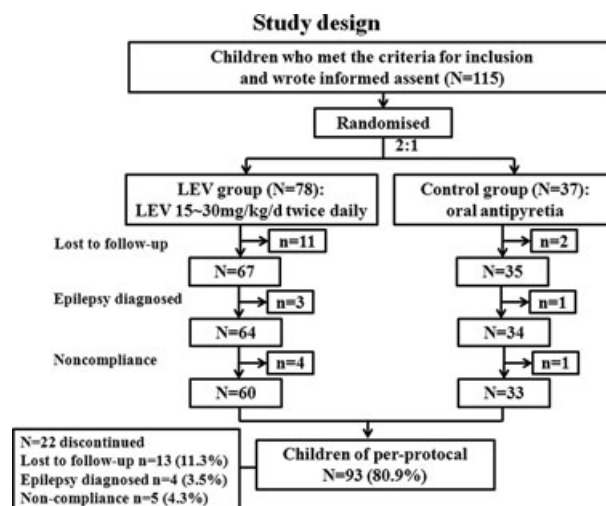 Study design
Children who met the criteria for inclusion
and wrote informed assent (N=115)
Randomised
2:1
LEV group (N=78):
LEV 15~30mg/kg/d twice daily
Control group (N=37):
oral antipyretia
Lost to follow-up
n=11
n=2
N=67
N=35
Epilepsy diagnosed
n=3
n=1
N=64
N=34
Noncompliance
n=4
n=1
N=60
N=33
N=22 discontinued
Lost to follow-up n=13 (11.3%)
Epilepsy diagnosed n=4 (3.5%)
Non-compliance n=5 (4.3%)
Children of per-protocal
N=93 (80.9%)